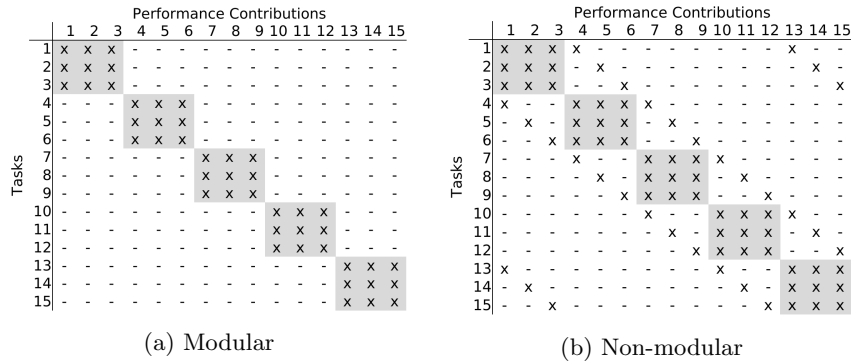 Performance Contributions
1 2 3 4 5 6 7 8 9 10 11 12 13 14 15
Tasks
1 x x x - - - - - - - - - - - -
2 x x x - - - - - - - - - - - -
3 x x x - - - - - - - - - - - -
4 - - - x x x - - - - - - - - -
5 - - - x x x - - - - - - - - -
6 - - - x x x - - - - - - - - -
7 - - - - - - x x x - - - - - -
8 - - - - - - x x x - - - - - -
9 - - - - - - x x x - - - - - -
10 - - - - - - - - - x x x - - -
11 - - - - - - - - - x x x - - -
12 - - - - - - - - - x x x - - -
13 - - - - - - - - - - - - x x x
14 - - - - - - - - - - - - x x x
15 - - - - - - - - - - - - x x x
(a) Modular
Performance Contributions
1 2 3 4 5 6 7 8 9 10 11 12 13 14 15
Tasks
1 x x x x - - - - - - - - x - -
2 x x x - x - - - - - - - - x -
3 x x x - - x - - - - - - - - x
4 x - - x x x x - - - - - - - -
5 - x - x x x - x - - - - - - -
6 - - x x x x - - x - - - - - -
7 - - - x - - x x x x - - - - -
8 - - - - x - x x x - x - - - -
9 - - - - - x x x x - - x - - -
10 - - - - - - x - - x x x x - -
11 - - - - - - - x - x x x - x -
12 - - - - - - - - x x x x - - x
13 x - - - - - - - - x - - x x x
14 - x - - - - - - - - x - x x x
15 - - x - - - - - - - - x x x x
(b) Non-modular